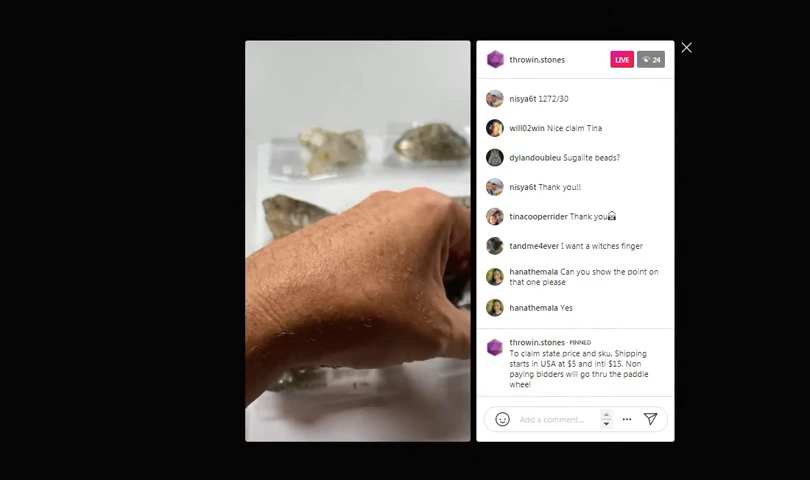 throwin.stones LIVE 24
nisya6t 1272/30
will02win Nice claim Tina
dylandoubleu Sugalite beads?
nisya6t Thank you!!
tinacooperrider Thank you
tandme4ever I want a witches finger
hanathemala Can you show the point on
that one please
hanathemala Yes
throwin.stones · PINNED
To claim state price and sku. Shipping
starts in USA at $5 and intl $15. Non
paying bidders will go thru the paddle
wheel
Add a comment...